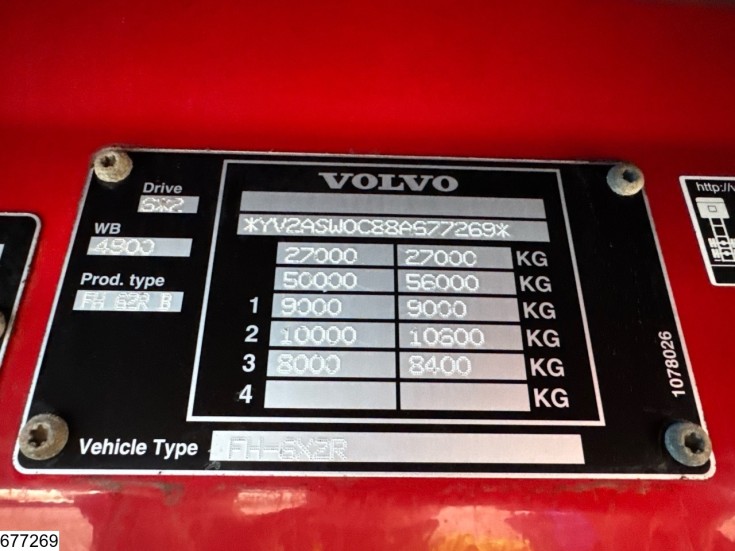 VOLVO
Drive
6X2
WB
4900
Prod. type
FH 62R B
*YV2ASW0C88A677269*
27000 27000 KG
50000 56000 KG
1 9000 9000 KG
2 10000 10600 KG
3 8000 8400 KG
4 KG
Vehicle Type FH-6X2R
1078026
http://v
677269